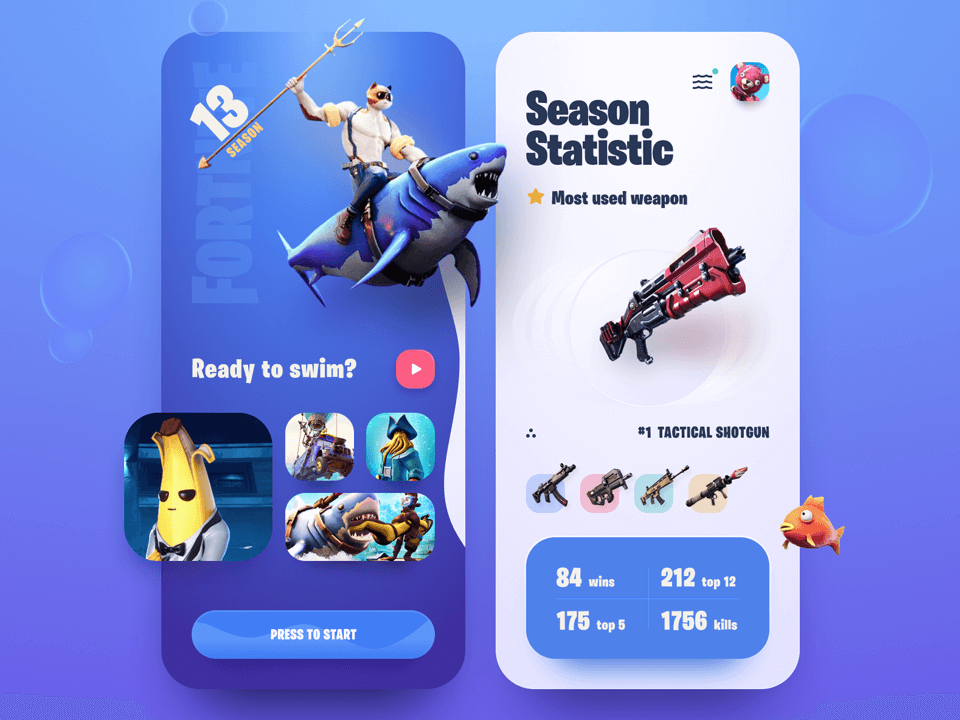 FORTNITE
13
SEASON
Ready to swim?
PRESS TO START
Season
Statistic
Most used weapon
#1 TACTICAL SHOTGUN
84 wins
212 top 12
175 top 5
1756 kills